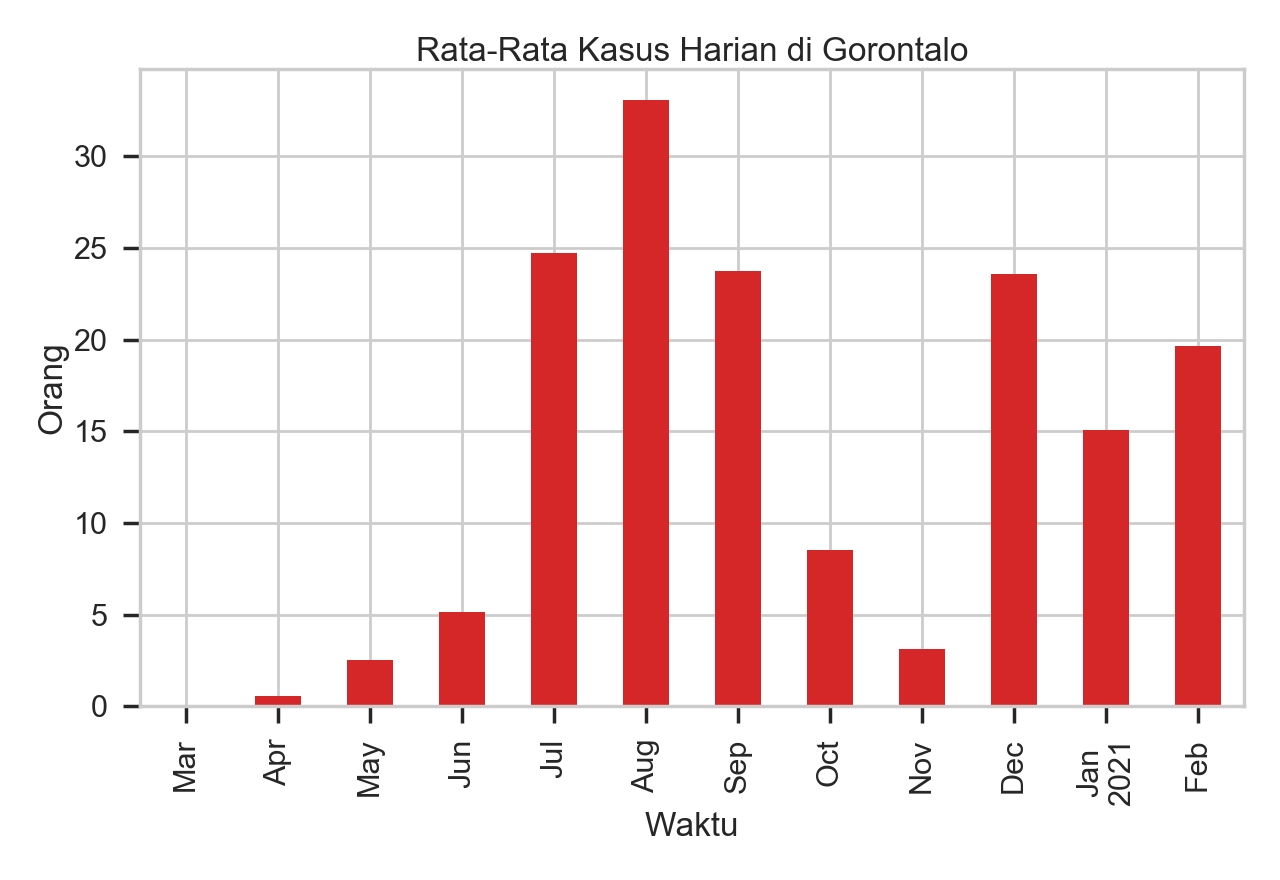 Rata-Rata Kasus Harian di Gorontalo
Orang
30
25
20
15
10
5
0
Mar
Apr
May
Jun
Jul
Aug
Sep
Oct
Nov
Dec
Jan
2021
Feb
Waktu